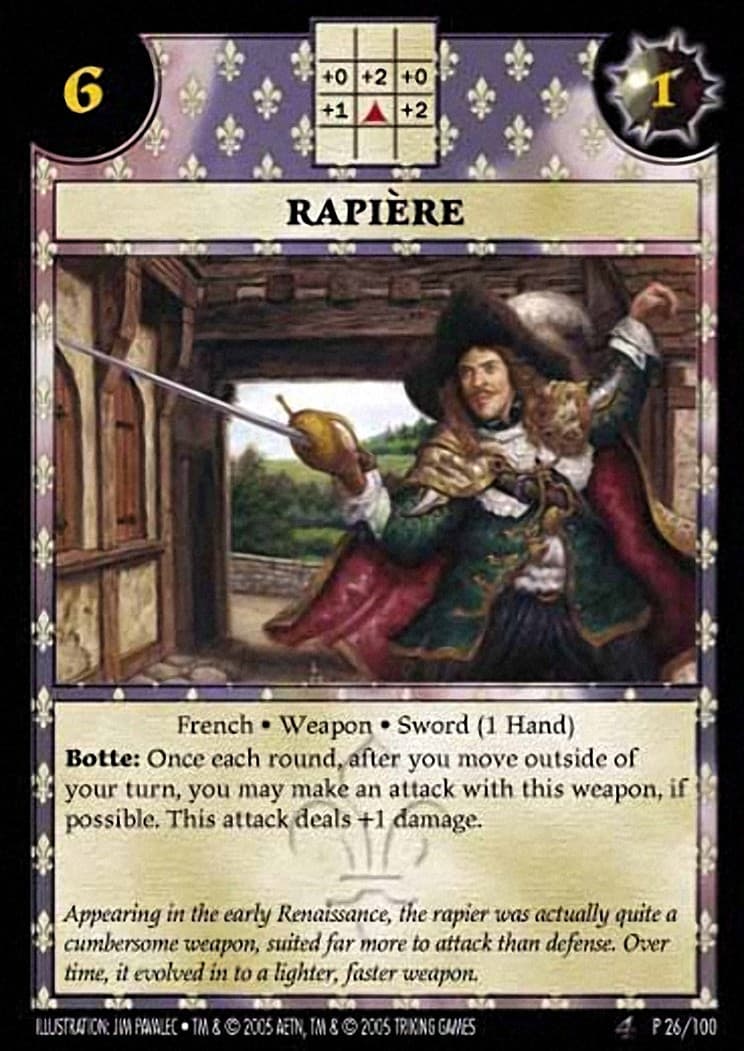 6
+0 +2 +0
+1 +2
1
RAPIÈRE
French • Weapon • Sword (1 Hand)
Botte: Once each round, after you move outside of
your turn, you may make an attack with this weapon, if
possible. This attack deals +1 damage.
Appearing in the early Renaissance, the rapier was actually quite a
cumbersome weapon, suited far more to attack than defense. Over
time, it evolved in to a lighter, faster weapon.
ILLUSTRATION: JIM PAVALEC • TM & © 2005 AETN, TM & © 2005 TRIKING GAMES
4 P 26/100